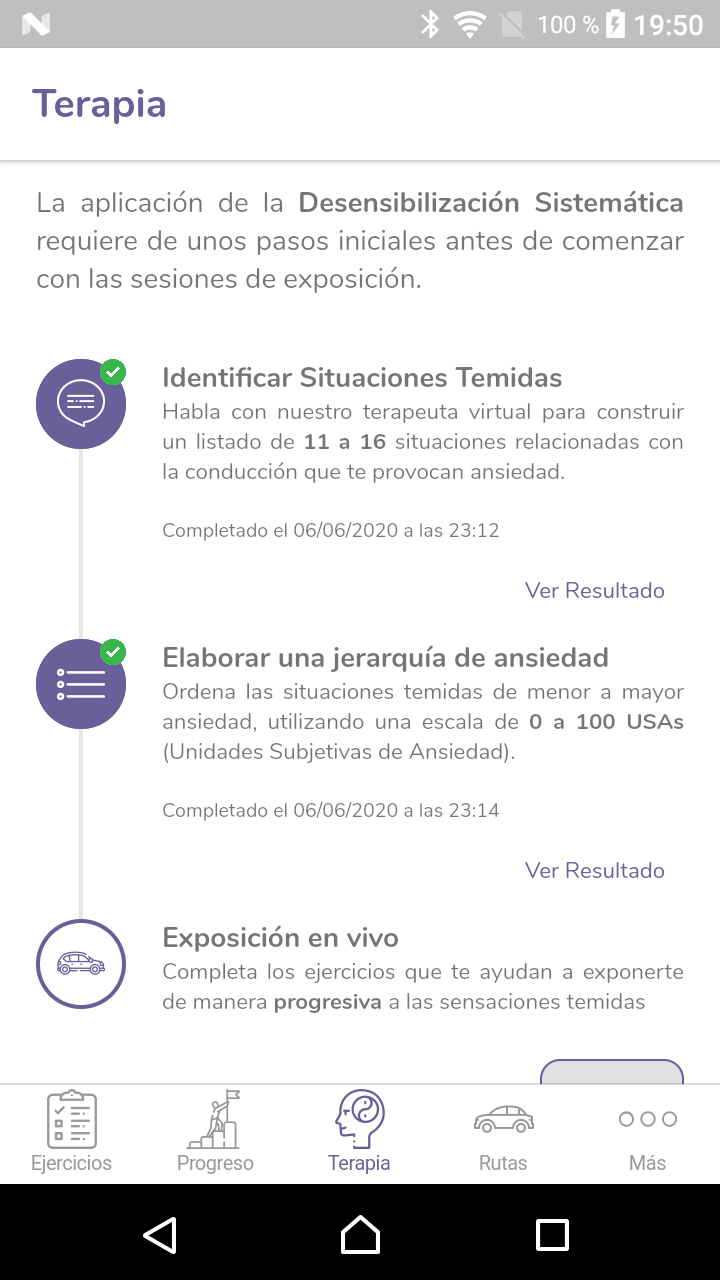 100 % 19:50
Terapia
La aplicación de la Desensibilización Sistemática
requiere de unos pasos iniciales antes de comenzar
con las sesiones de exposición.
Identificar Situaciones Temidas
Habla con nuestro terapeuta virtual para construir
un listado de 11 a 16 situaciones relacionadas con
la conducción que te provocan ansiedad.
Completado el 06/06/2020 a las 23:12
Ver Resultado
Elaborar una jerarquía de ansiedad
Ordena las situaciones temidas de menor a mayor
ansiedad, utilizando una escala de 0 a 100 USAs
(Unidades Subjetivas de Ansiedad).
Completado el 06/06/2020 a las 23:14
Ver Resultado
Exposición en vivo
Completa los ejercicios que te ayudan a exponerte
de manera progresiva a las sensaciones temidas
Ejercicios Progreso Terapia Rutas Más